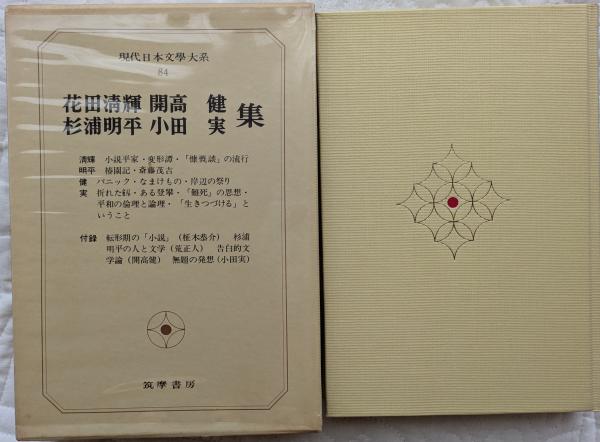 現代日本文學大系
84
花田清輝 開高 健
杉浦明平 小田 実 集
清輝 小説平家・変形譚・「慷戦談」の流行
明平 椿園記・斎藤茂吉
健 パニック・なまけもの・岸辺の祭り
実 折れた・ある登攀・「難死」の思想・
平和の倫理と論理・「生きつづける」と
いうこと
付録 転形期の「小説」（柾木恭介） 杉浦
明平の人と文学（荒正人） 告白的文
学論（開高健） 無題の発想（小田実）
筑摩書房